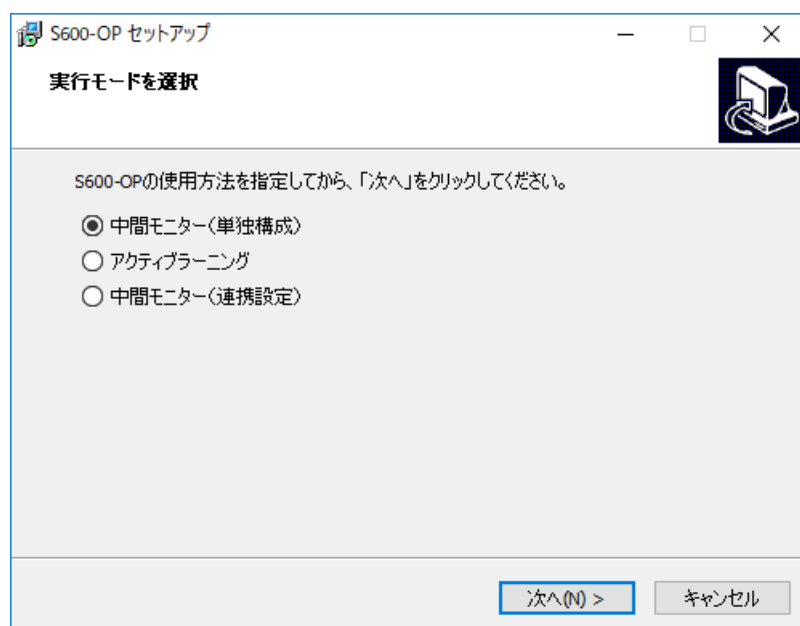 S600-OP セットアップ
実行モードを選択
S600-OPの使用方法を指定してから、「次へ」をクリックしてください。
中間モニター(単独構成)
アクティブラーニング
中間モニター(連携設定)
次へ(N) >
キャンセル